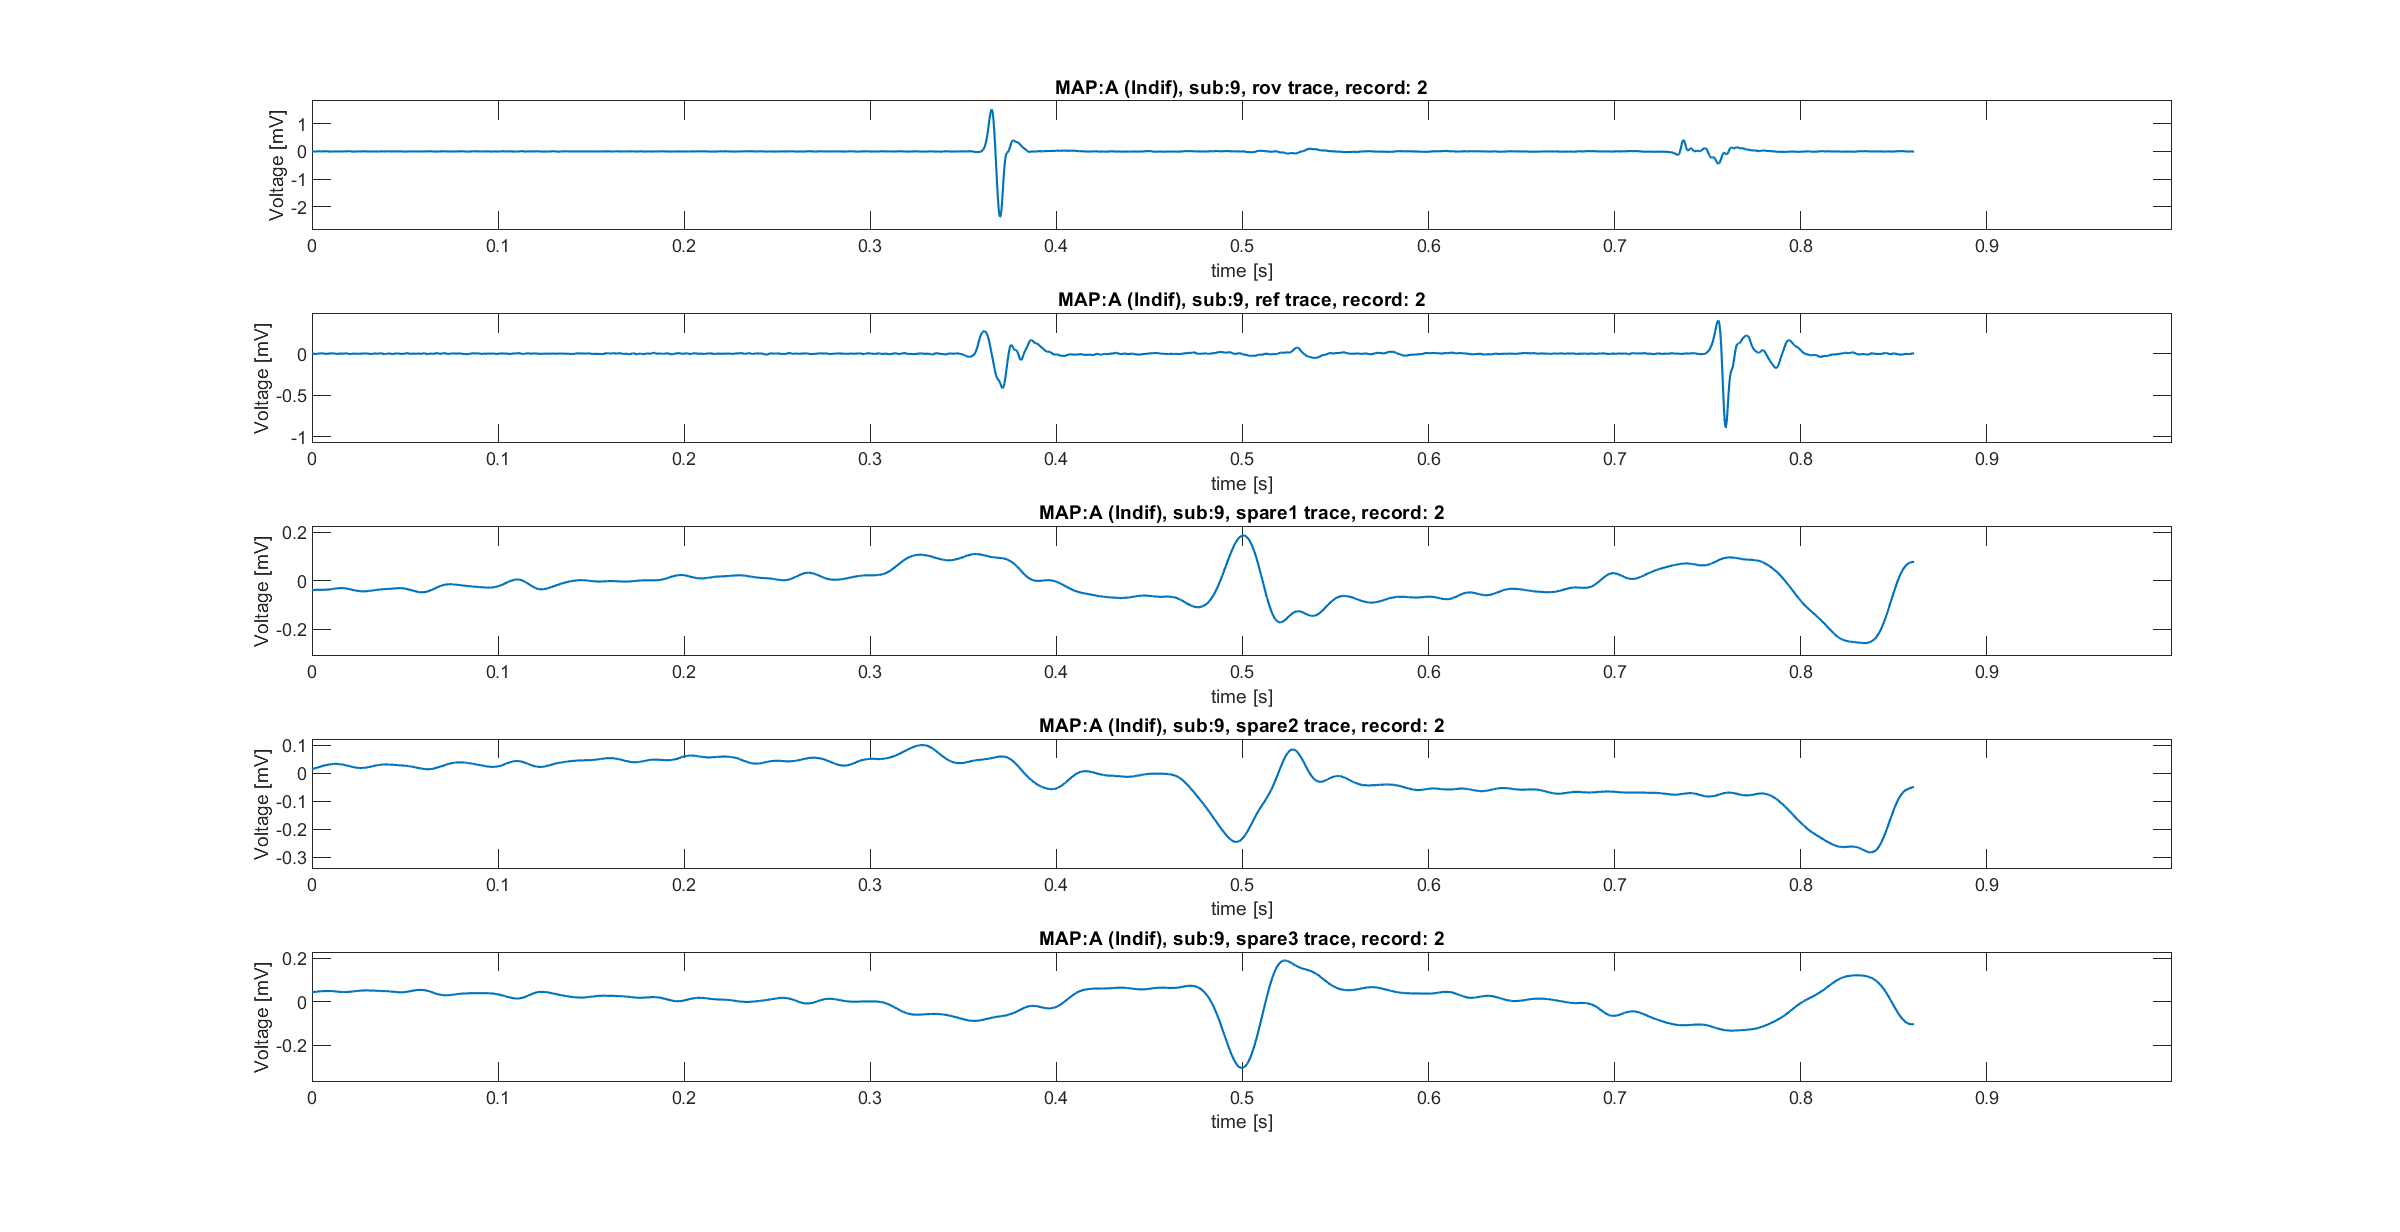 MAP:A (Indif), sub:9, rov trace, record: 2
Voltage [mV]
1
0
-1
-2
0 0.1 0.2 0.3 0.4 0.5 0.6 0.7 0.8 0.9
time [s]
MAP:A (Indif), sub:9, ref trace, record: 2
Voltage [mV]
0
-0.5
-1
0 0.1 0.2 0.3 0.4 0.5 0.6 0.7 0.8 0.9
time [s]
MAP:A (Indif), sub:9, spare1 trace, record: 2
Voltage [mV]
0.2
0
-0.2
0 0.1 0.2 0.3 0.4 0.5 0.6 0.7 0.8 0.9
time [s]
MAP:A (Indif), sub:9, spare2 trace, record: 2
Voltage [mV]
0.1
0
-0.1
-0.2
-0.3
0 0.1 0.2 0.3 0.4 0.5 0.6 0.7 0.8 0.9
time [s]
MAP:A (Indif), sub:9, spare3 trace, record: 2
Voltage [mV]
0.2
0
-0.2
0 0.1 0.2 0.3 0.4 0.5 0.6 0.7 0.8 0.9
time [s]